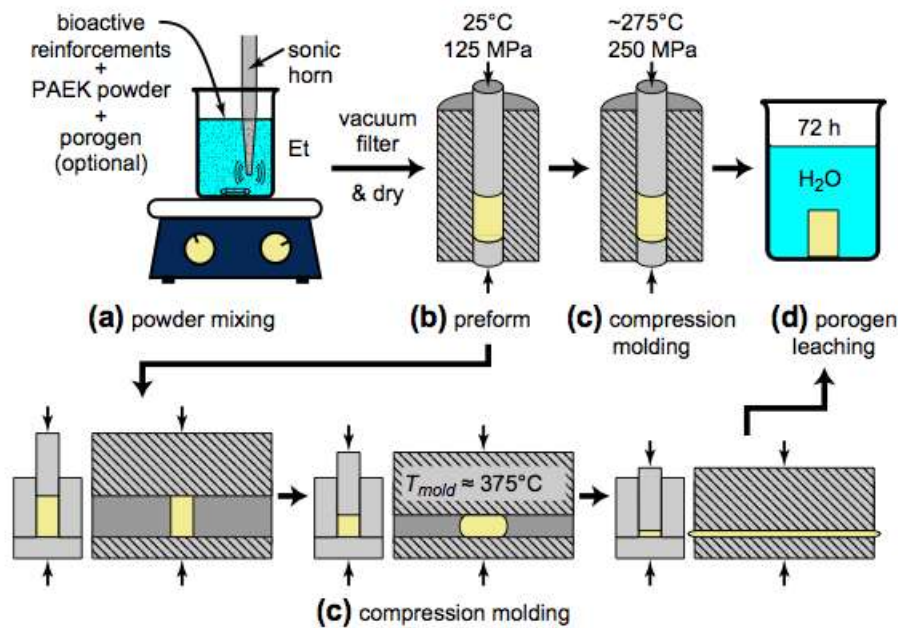 bioactive
reinforcements
+
PAEK powder
+
porogen
(optional)
sonic
horn
Et
vacuum
filter
& dry
25°C
125 MPa
~275°C
250 MPa
72 h
H₂O
(a) powder mixing
(b) preform
(c) compression
molding
(d) porogen
leaching
T_mold ≈ 375°C
(c) compression molding